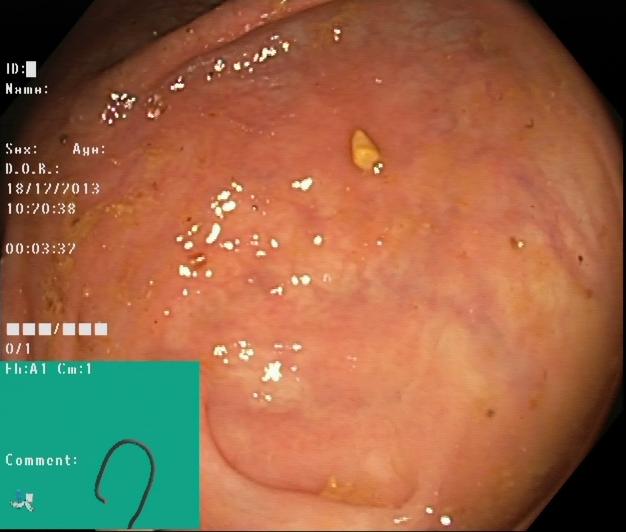 ID:
Name:
Sex: Age:
D.O.B.:
18/12/2013
10:20:38
00:03:37
/
0/1
Eh:A1 Cm:1
Comment: